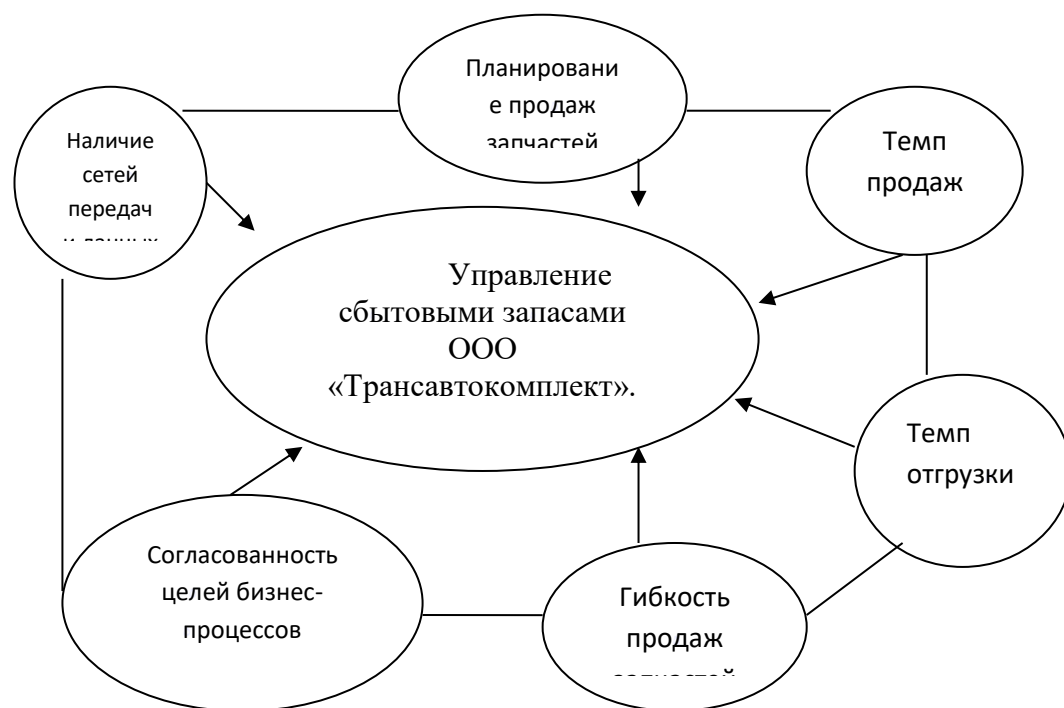 Планировани
е продаж
запчастей
Наличие
сетей
передач
Темп
продаж
Управление
сбытовыми запасами
ООО
«Трансавтокомплект».
Темп
отгрузки
Согласованность
целей бизнес-
процессов
Гибкость
продаж